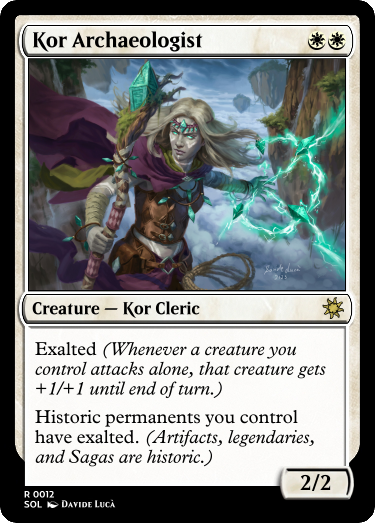 Kor Archaeologist
Davide Lucà
Creature — Kor Cleric
Exalted (Whenever a creature you
control attacks alone, that creature gets
+1/+1 until end of turn.)
Historic permanents you control
have exalted. (Artifacts, legendaries,
and Sagas are historic.)
2/2
R 0012
SOL Davide Lucà